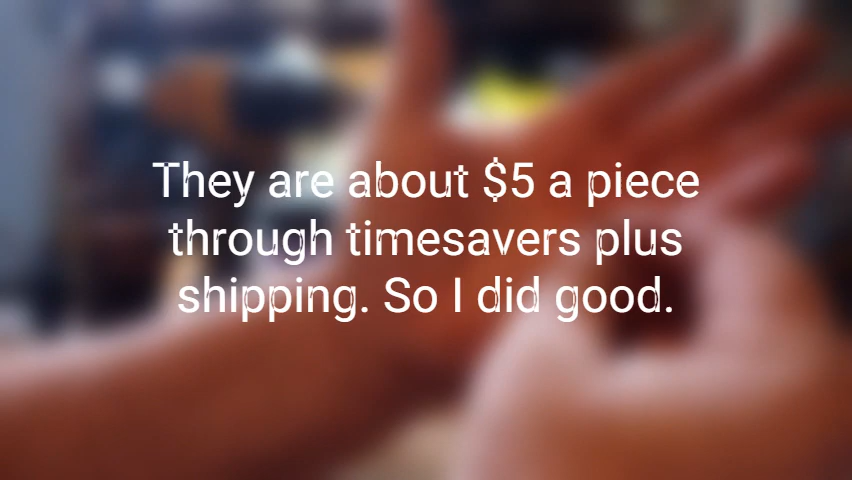 They are about $5 a piece
through timesavers plus
shipping. So I did good.